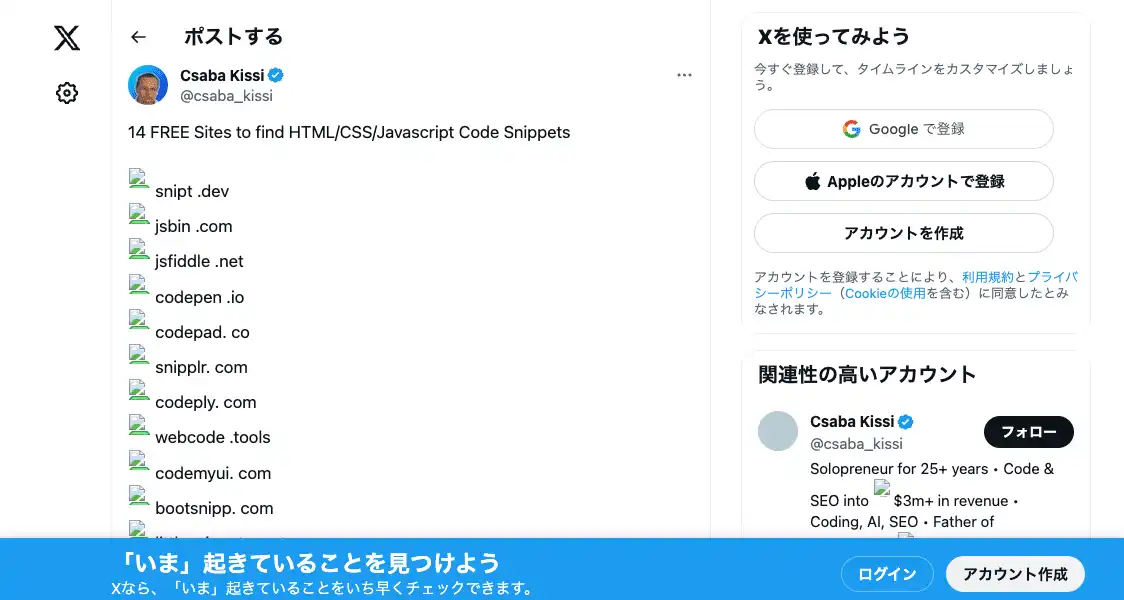 ポストする
Csaba Kissi
@csaba_kissi
14 FREE Sites to find HTML/CSS/Javascript Code Snippets
snipt .dev
jsbin .com
jsfiddle .net
codepen .io
codepad. co
snipplr. com
codeply. com
webcode .tools
codemyui. com
bootsnipp. com
Xを使ってみよう
今すぐ登録して、タイムラインをカスタマイズしましょ
う。
Google で登録
Appleのアカウントで登録
アカウントを作成
アカウントを登録することにより、利用規約とプライバ
シーポリシー（Cookieの使用を含む）に同意したとみ
なされます。
関連性の高いアカウント
Csaba Kissi
@csaba_kissi
フォロー
Solopreneur for 25+ years • Code &
SEO into $3m+ in revenue •
Coding, AI, SEO • Father of
「いま」起きていることを見つけよう
Xなら、「いま」起きていることをいち早くチェックできます。
ログイン
アカウント作成